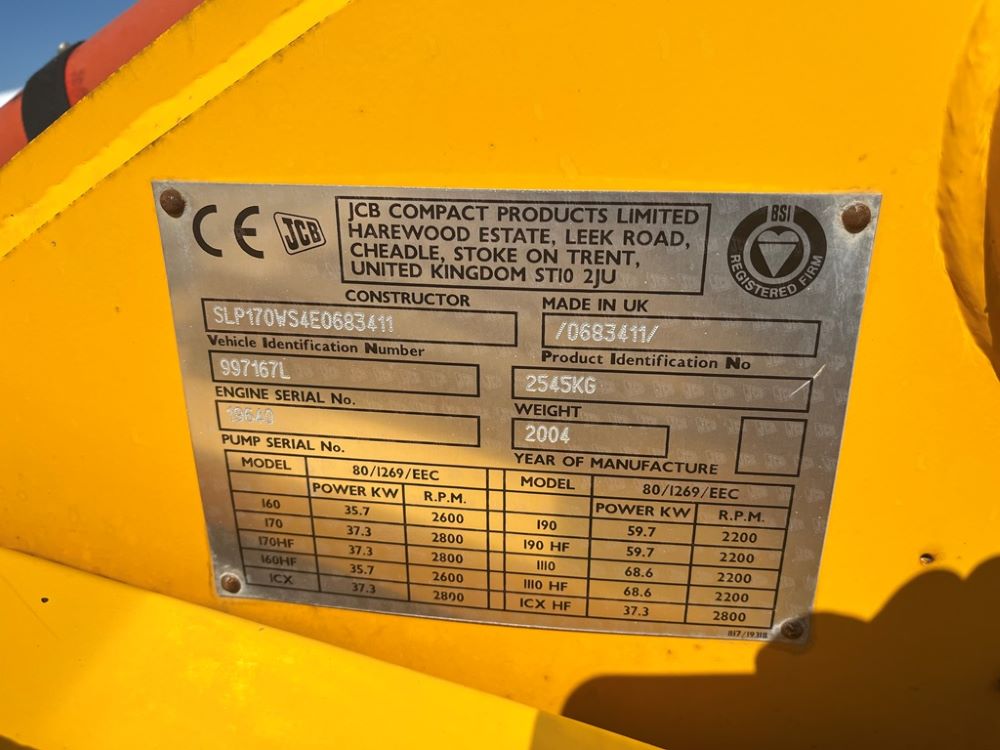 CE
JCB
JCB COMPACT PRODUCTS LIMITED
HAREWOOD ESTATE, LEEK ROAD,
CHEADLE, STOKE ON TRENT,
UNITED KINGDOM ST10 2JU
BSI
REGISTERED FIRM
CONSTRUCTOR
MADE IN UK
SLP170WS4E0683411
/0683411/
Vehicle Identification Number
Product Identification No
997167L
2545KG
ENGINE SERIAL No.
WEIGHT
19640
2004
PUMP SERIAL No.
YEAR OF MANUFACTURE
MODEL 80/1269/EEC MODEL 80/1269/EEC
POWER KW R.P.M. POWER KW R.P.M.
160 35.7 2600 190 59.7 2200
170 37.3 2800 190 HF 59.7 2200
170HF 37.3 2800 1110 68.6 2200
160HF 35.7 2600 1110 HF 68.6 2200
1CX 37.3 2800 1CX HF 37.3 2800
817/19318